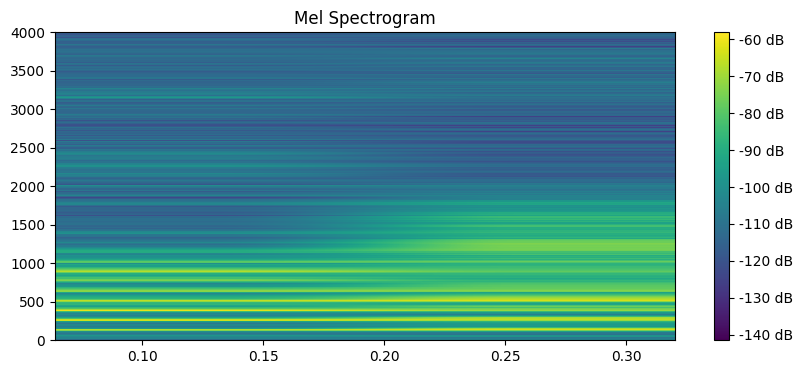 Mel Spectrogram
4000
3500
3000
2500
2000
1500
1000
500
0
0.10 0.15 0.20 0.25 0.30
-60 dB
-70 dB
-80 dB
-90 dB
-100 dB
-110 dB
-120 dB
-130 dB
-140 dB